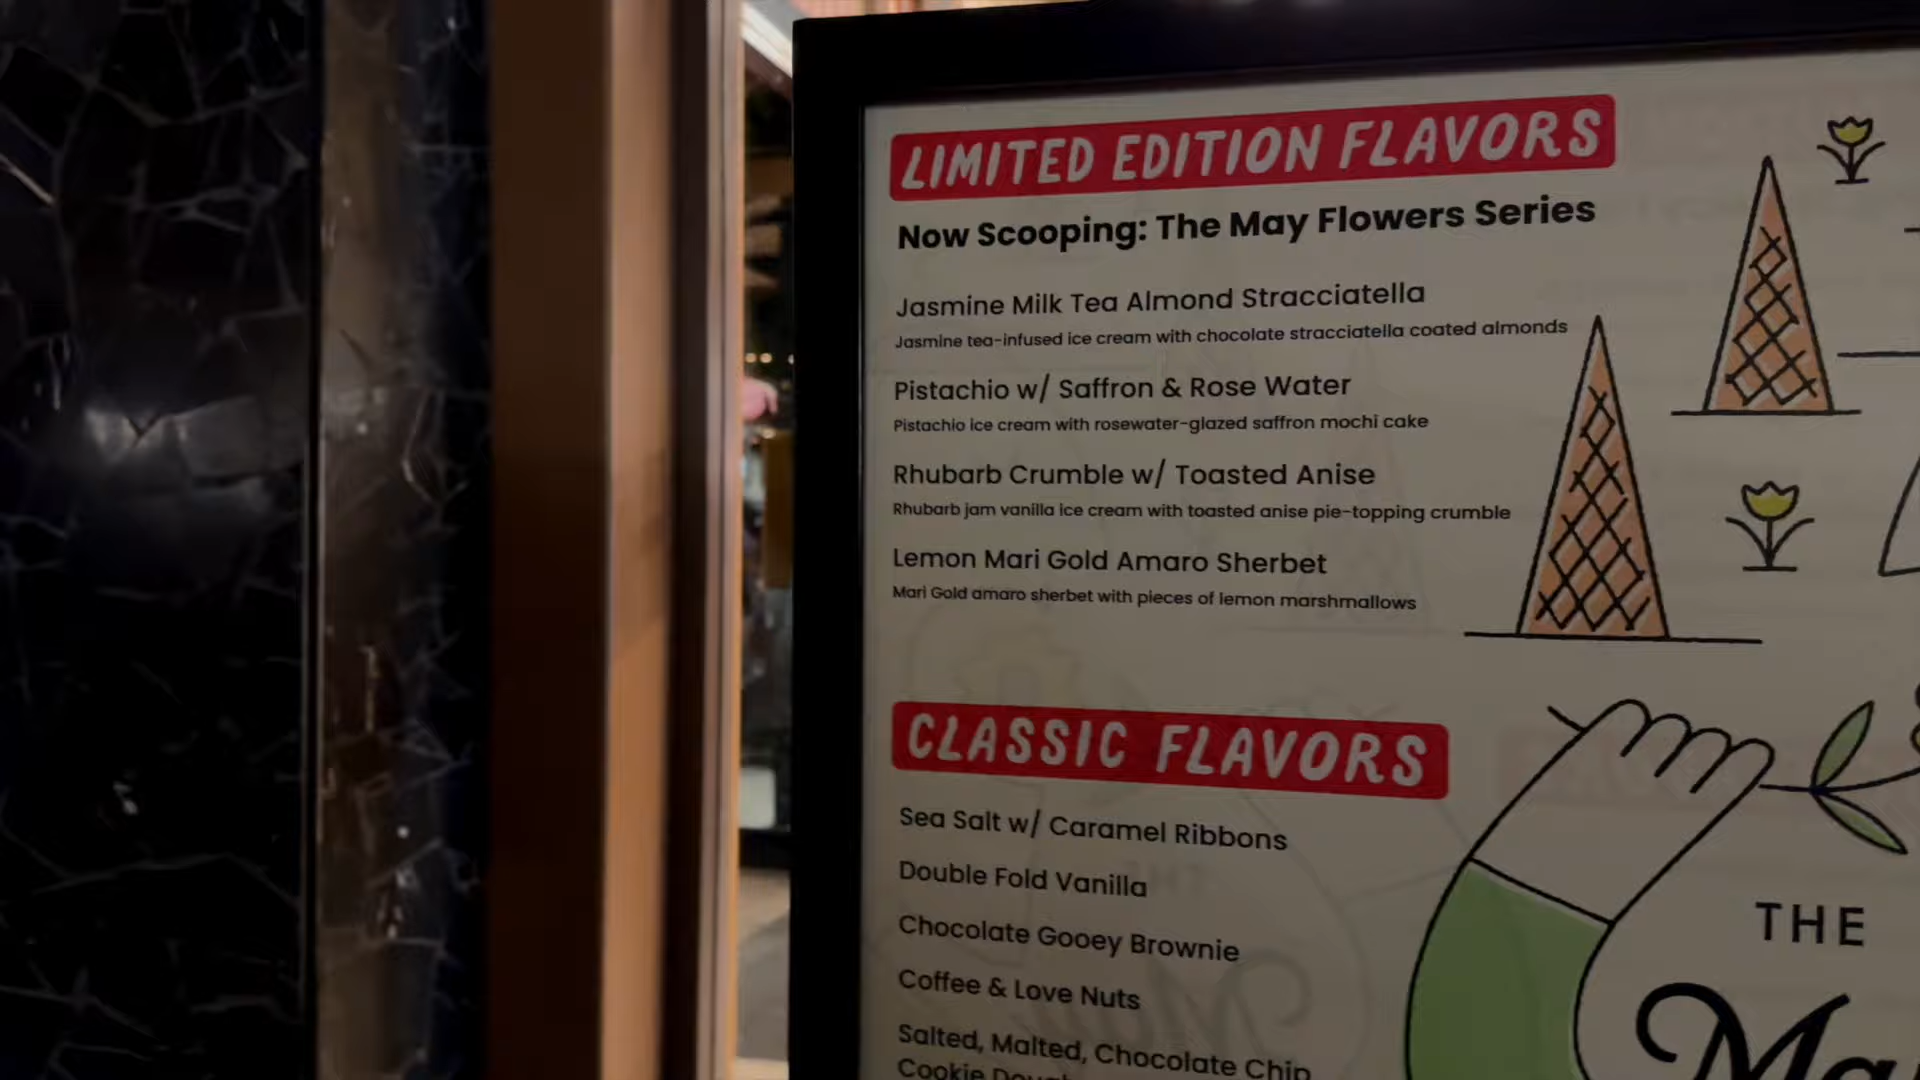 LIMITED EDITION FLAVORS
Now Scooping: The May Flowers Series
Jasmine Milk Tea Almond Stracciatella
Jasmine tea-infused ice cream with chocolate stracciatella coated almonds
Pistachio w/ Saffron & Rose Water
Pistachio ice cream with rosewater-glazed saffron mochi cake
Rhubarb Crumble w/ Toasted Anise
Rhubarb jam vanilla ice cream with toasted anise pie-topping crumble
Lemon Mari Gold Amaro Sherbet
Mari Gold amaro sherbet with pieces of lemon marshmallows
CLASSIC FLAVORS
Sea Salt w/ Caramel Ribbons
Double Fold Vanilla
Chocolate Gooey Brownie
Coffee & Love Nuts
Salted, Malted, Chocolate Chip
Cookie
THE